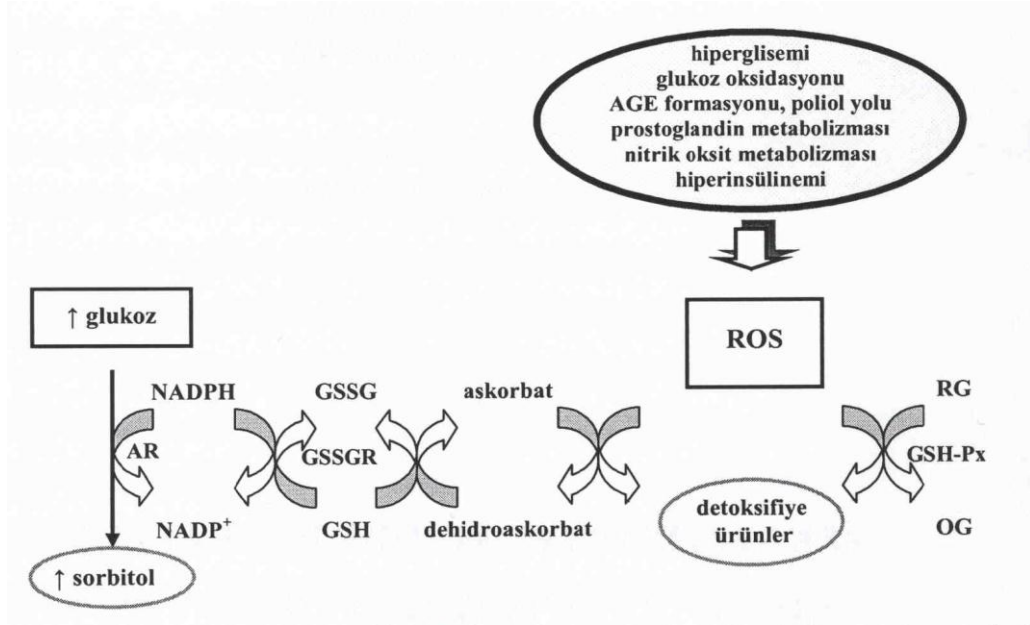 hiperglisemi
glukoz oksidasyonu
AGE formasyonu, poliol yolu
prostoglandin metabolizması
nitrik oksit metabolizması
hiperinsülinemi
↑ glukoz
ROS
NADPH
GSSG
askorbat
RG
AR
GSSGR
GSH-Px
NADP⁺
GSH
dehidroaskorbat
detoksifiye
ürünler
OG
↑ sorbitol